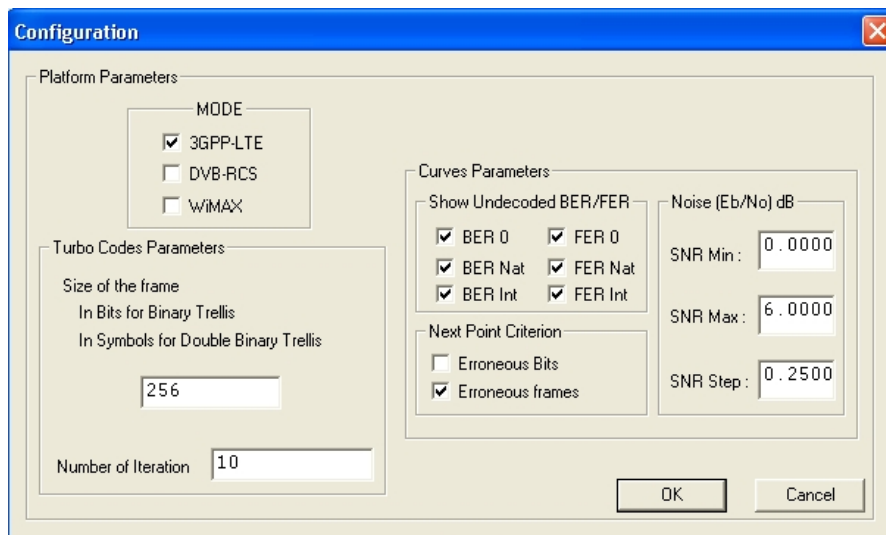 Configuration
Platform Parameters
MODE
3GPP-LTE
DVB-RCS
WiMAX
Turbo Codes Parameters
Size of the frame
In Bits for Binary Trellis
In Symbols for Double Binary Trellis
256
Number of Iteration 10
Curves Parameters
Show Undecoded BER/FER
BER 0 FER 0
BER Nat FER Nat
BER Int FER Int
Next Point Criterion
Erroneous Bits
Erroneous frames
Noise (Eb/No) dB
SNR Min : 0.0000
SNR Max : 6.0000
SNR Step : 0.2500
OK Cancel